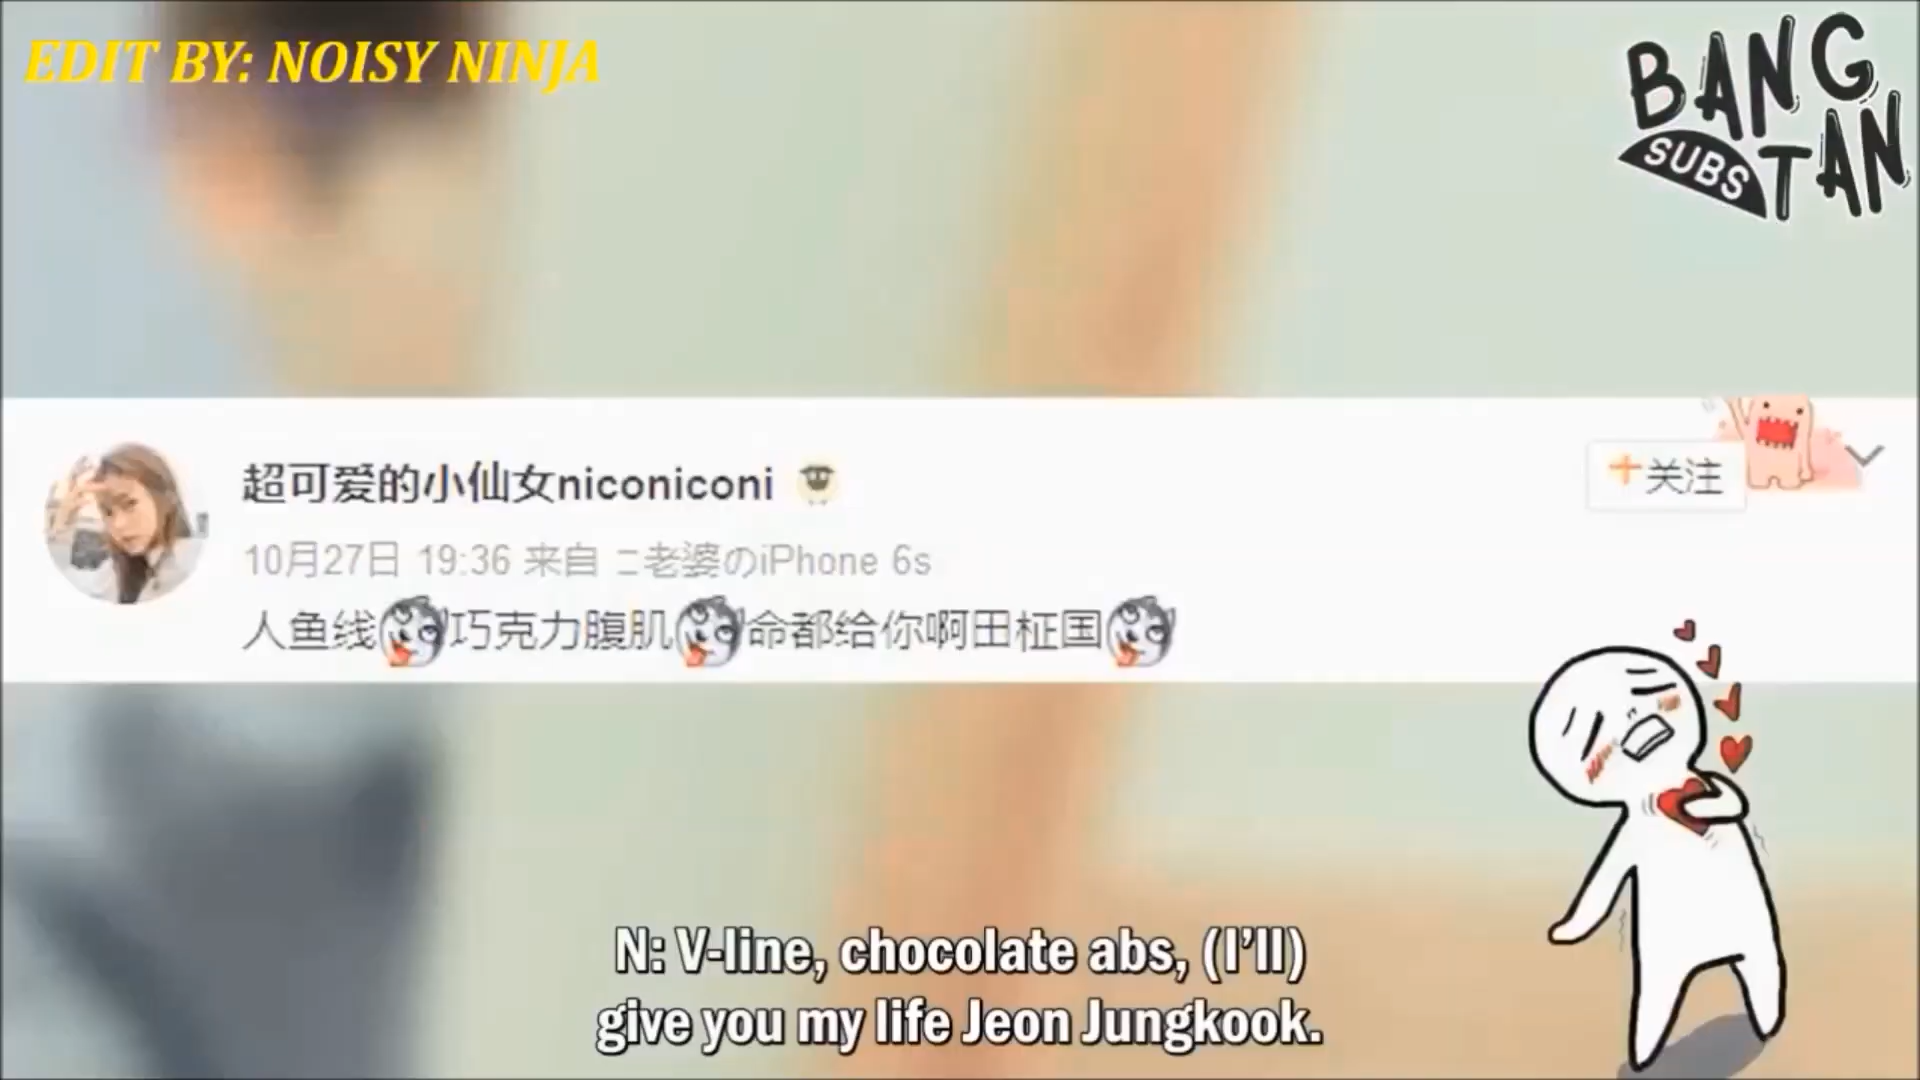 EDIT BY: NOISY NINJA
BANG
TAN
SUBS
超可爱的小仙女niconiconi
+关注
10月27日 19:36 来自 ニ老婆のiPhone 6s
人鱼线巧克力腹肌命都给你啊田柾国
N: V-line, chocolate abs, (I'll)
give you my life Jeon Jungkook.